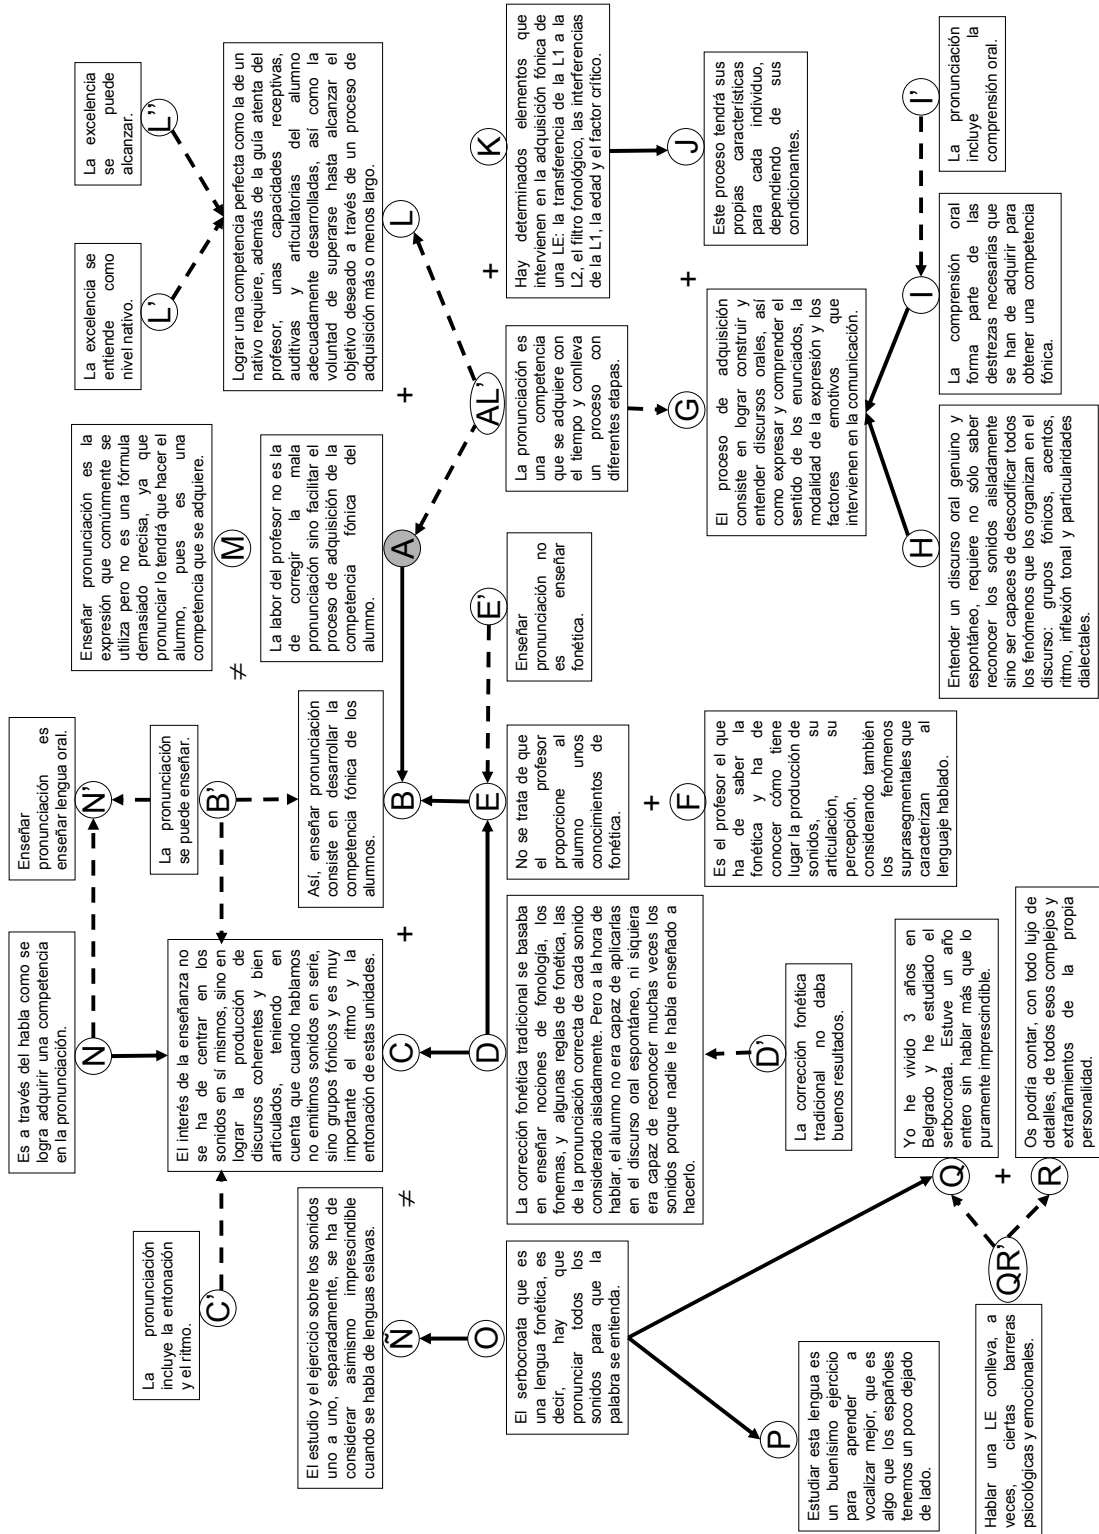 Es a través del habla como se
logra adquirir una competencia
en la pronunciación.
N
Enseñar
pronunciación es
enseñar lengua oral.
N'
Enseñar pronunciación es la
expresión que comúnmente se
utiliza pero no es una fórmula
demasiado precisa, ya que
pronunciar lo tendrá que hacer el
alumno, pues es una
competencia que se adquiere.
M
La excelencia se
entiende como
nivel nativo.
L'
La excelencia
se puede
alcanzar.
L''
La pronunciación
incluye la entonación
y el ritmo.
C'
El interés de la enseñanza no
se ha de centrar en los
sonidos en sí mismos, sino en
lograr la producción de
discursos coherentes y bien
articulados, teniendo en
cuenta que cuando hablamos
no emitimos sonidos en serie,
sino grupos fónicos y es muy
importante el ritmo y la
entonación de estas unidades.
C
La pronunciación
se puede enseñar.
B'
≠
Lograr una competencia perfecta como la de un
nativo requiere, además de la guía atenta del
profesor, unas capacidades receptivas,
auditivas y articulatorias del alumno
adecuadamente desarrolladas, así como la
voluntad de superarse hasta alcanzar el
objetivo deseado a través de un proceso de
adquisición más o menos largo.
L
El estudio y el ejercicio sobre los sonidos
uno a uno, separadamente, se ha de
considerar asimismo imprescindible
cuando se habla de lenguas eslavas.
Ñ
≠
+
Así, enseñar pronunciación
consiste en desarrollar la
competencia fónica de los
alumnos.
B
La labor del profesor no es la
de corregir la mala
pronunciación sino facilitar el
proceso de adquisición de la
competencia fónica del
alumno.
A
+
O
D
E
E'
AL'
+
K
El serbocroata que es
una lengua fonética, es
decir, hay que
pronunciar todos los
sonidos para que la
palabra se entienda.
La corrección fonética tradicional se basaba
en enseñar nociones de fonología, los
fonemas, y algunas reglas de fonética, las
de la pronunciación correcta de cada sonido
considerado aisladamente. Pero a la hora de
hablar, el alumno no era capaz de aplicarlas
en el discurso oral espontáneo, ni siquiera
era capaz de reconocer muchas veces los
sonidos porque nadie le había enseñado a
hacerlo.
No se trata de que
el profesor
proporcione al
alumno unos
conocimientos de
fonética.
Enseñar
pronunciación no
es enseñar
fonética.
La pronunciación es
una competencia
que se adquiere con
el tiempo y conlleva
un proceso con
diferentes etapas.
Hay determinados elementos que
intervienen en la adquisición fónica de
una LE: la transferencia de la L1 a la
L2, el filtro fonológico, las interferencias
de la L1, la edad y el factor crítico.
+
F
G
+
J
P
D'
Estudiar esta lengua es
un buenísimo ejercicio
para aprender a
vocalizar mejor, que es
algo que los españoles
tenemos un poco dejado
de lado.
La corrección fonética
tradicional no daba
buenos resultados.
Es el profesor el que
ha de saber la
fonética y ha de
conocer cómo tiene
lugar la producción de
sonidos, su
articulación, su
percepción,
considerando también
los fenómenos
suprasegmentales que
caracterizan al
lenguaje hablado.
El proceso de adquisición
consiste en lograr construir y
entender discursos orales, así
como expresar y comprender el
sentido de los enunciados, la
modalidad de la expresión y los
factores emotivos que
intervienen en la comunicación.
Este proceso tendrá sus
propias características
para cada individuo,
dependiendo de sus
condicionantes.
Yo he vivido 3 años en
Belgrado y he estudiado el
serbocroata. Estuve un año
entero sin hablar más que lo
puramente imprescindible.
Q
H
I
I'
Entender un discurso oral genuino y
espontáneo, requiere no sólo saber
reconocer los sonidos aisladamente
sino ser capaces de descodificar todos
los fenómenos que los organizan en el
discurso: grupos fónicos, acentos,
ritmo, inflexión tonal y particularidades
dialectales.
La comprensión oral
forma parte de las
destrezas necesarias que
se han de adquirir para
obtener una competencia
fónica.
La pronunciación
incluye la
comprensión oral.
Hablar una LE conlleva, a
veces, ciertas barreras
psicológicas y emocionales.
QR'
+
R
Os podría contar, con todo lujo de
detalles, de todos esos complejos y
extrañamientos de la propia
personalidad.